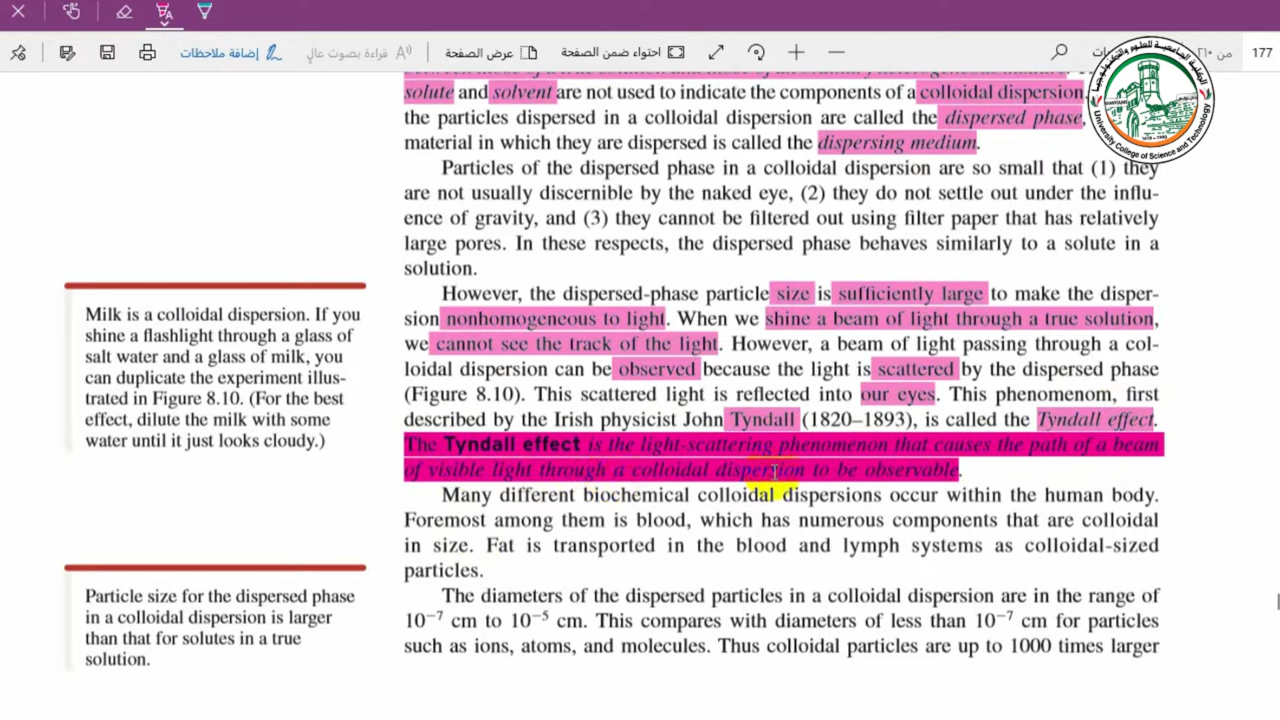 إضافة ملاحظات
قراءة بصوت عالٍ
عرض الصفحة
احتواء ضمن الصفحة
177
من ٢١٠
solute and solvent are not used to indicate the components of a colloidal dispersion.
the particles dispersed in a colloidal dispersion are called the dispersed phase,
material in which they are dispersed is called the dispersing medium.
Particles of the dispersed phase in a colloidal dispersion are so small that (1) they
are not usually discernible by the naked eye, (2) they do not settle out under the influ-
ence of gravity, and (3) they cannot be filtered out using filter paper that has relatively
large pores. In these respects, the dispersed phase behaves similarly to a solute in a
solution.
However, the dispersed-phase particle size is sufficiently large to make the disper-
sion nonhomogeneous to light. When we shine a beam of light through a true solution,
we cannot see the track of the light. However, a beam of light passing through a col-
loidal dispersion can be observed because the light is scattered by the dispersed phase
(Figure 8.10). This scattered light is reflected into our eyes. This phenomenon, first
described by the Irish physicist John Tyndall (1820–1893), is called the Tyndall effect.
The Tyndall effect is the light-scattering phenomenon that causes the path of a beam
of visible light through a colloidal dispersion to be observable.
Many different biochemical colloidal dispersions occur within the human body.
Foremost among them is blood, which has numerous components that are colloidal
in size. Fat is transported in the blood and lymph systems as colloidal-sized
particles.
The diameters of the dispersed particles in a colloidal dispersion are in the range of
10⁻⁷ cm to 10⁻⁵ cm. This compares with diameters of less than 10⁻⁷ cm for particles
such as ions, atoms, and molecules. Thus colloidal particles are up to 1000 times larger
Milk is a colloidal dispersion. If you
shine a flashlight through a glass of
salt water and a glass of milk, you
can duplicate the experiment illus-
trated in Figure 8.10. (For the best
effect, dilute the milk with some
water until it just looks cloudy.)
Particle size for the dispersed phase
in a colloidal dispersion is larger
than that for solutes in a true
solution.
الكلية الجامعية للعلوم والتكنولوجيا
University College of Science and Technology